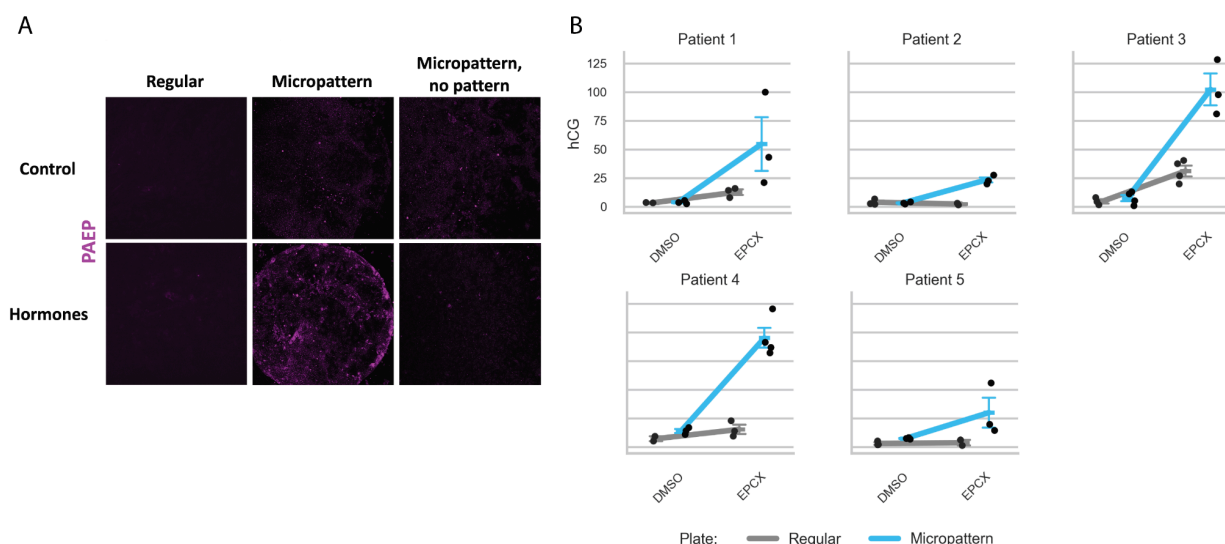 A
Regular
Micropattern
Micropattern,
no pattern
Control
Hormones
PAEP
B
Patient 1
Patient 2
Patient 3
hCG
125
100
75
50
25
0
DMSO
EPCX
DMSO
EPCX
DMSO
EPCX
Patient 4
Patient 5
DMSO
EPCX
DMSO
EPCX
Plate: Regular Micropattern